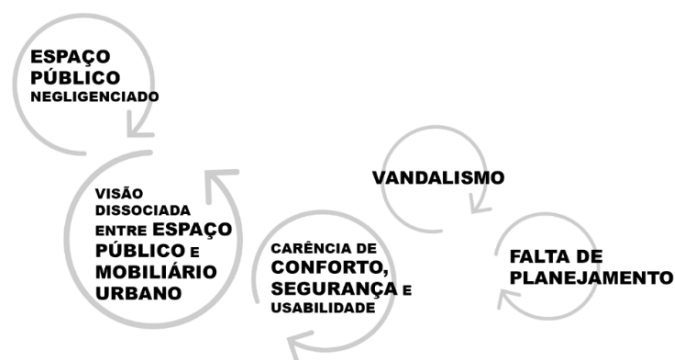 ESPAÇO
PÚBLICO
NEGLIGENCIADO
VISÃO
DISSOCIADA
ENTRE ESPAÇO
PÚBLICO E
MOBILIÁRIO
URBANO
CARÊNCIA DE
CONFORTO,
SEGURANÇA E
USABILIDADE
VANDALISMO
FALTA DE
PLANEJAMENTO